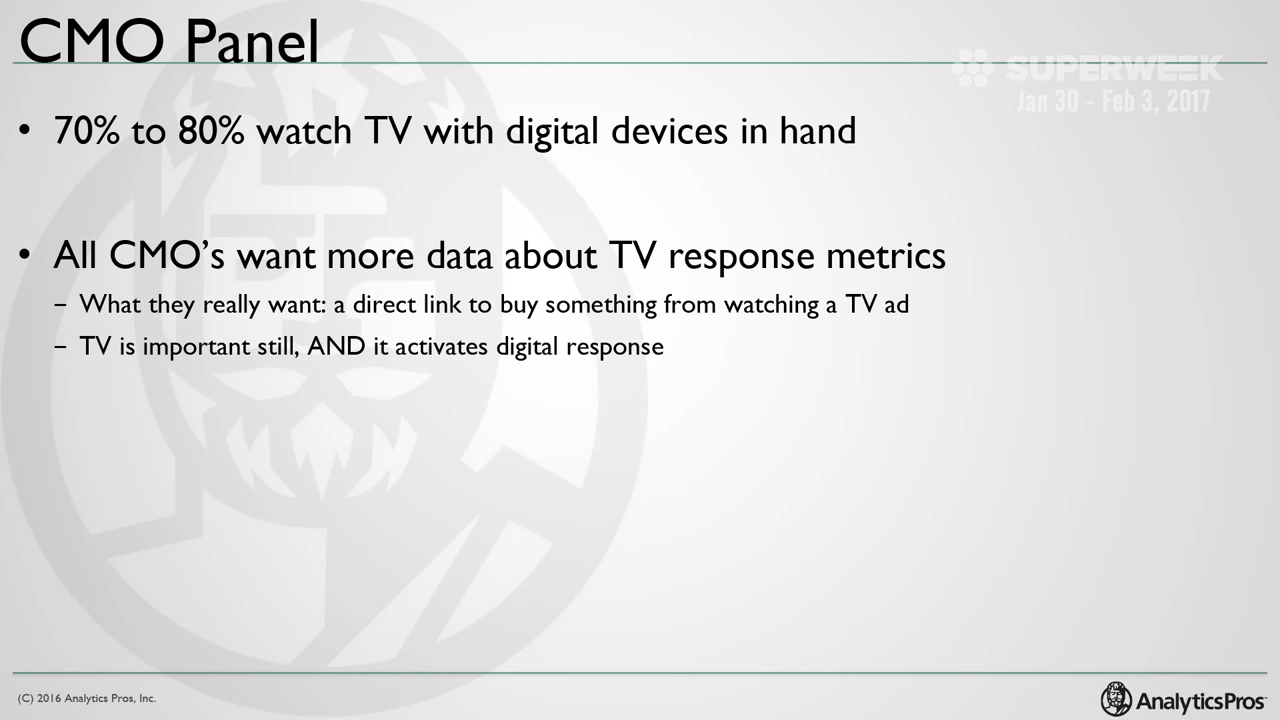 CMO Panel
SUPERWEEK
Jan 30 - Feb 3, 2017
• 70% to 80% watch TV with digital devices in hand
• All CMO’s want more data about TV response metrics
– What they really want: a direct link to buy something from watching a TV ad
– TV is important still, AND it activates digital response
(C) 2016 Analytics Pros, Inc.
AnalyticsPros